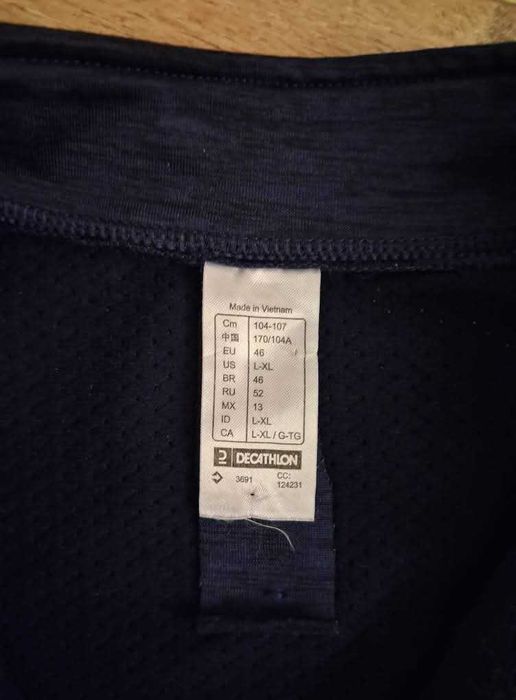 Made in Vietnam
Cm 104-107
中国 170/104A
EU 46
US L-XL
BR 46
RU 52
MX 13
ID L-XL
CA L-XL / G-TG
DECATHLON
3691 CC: 124231